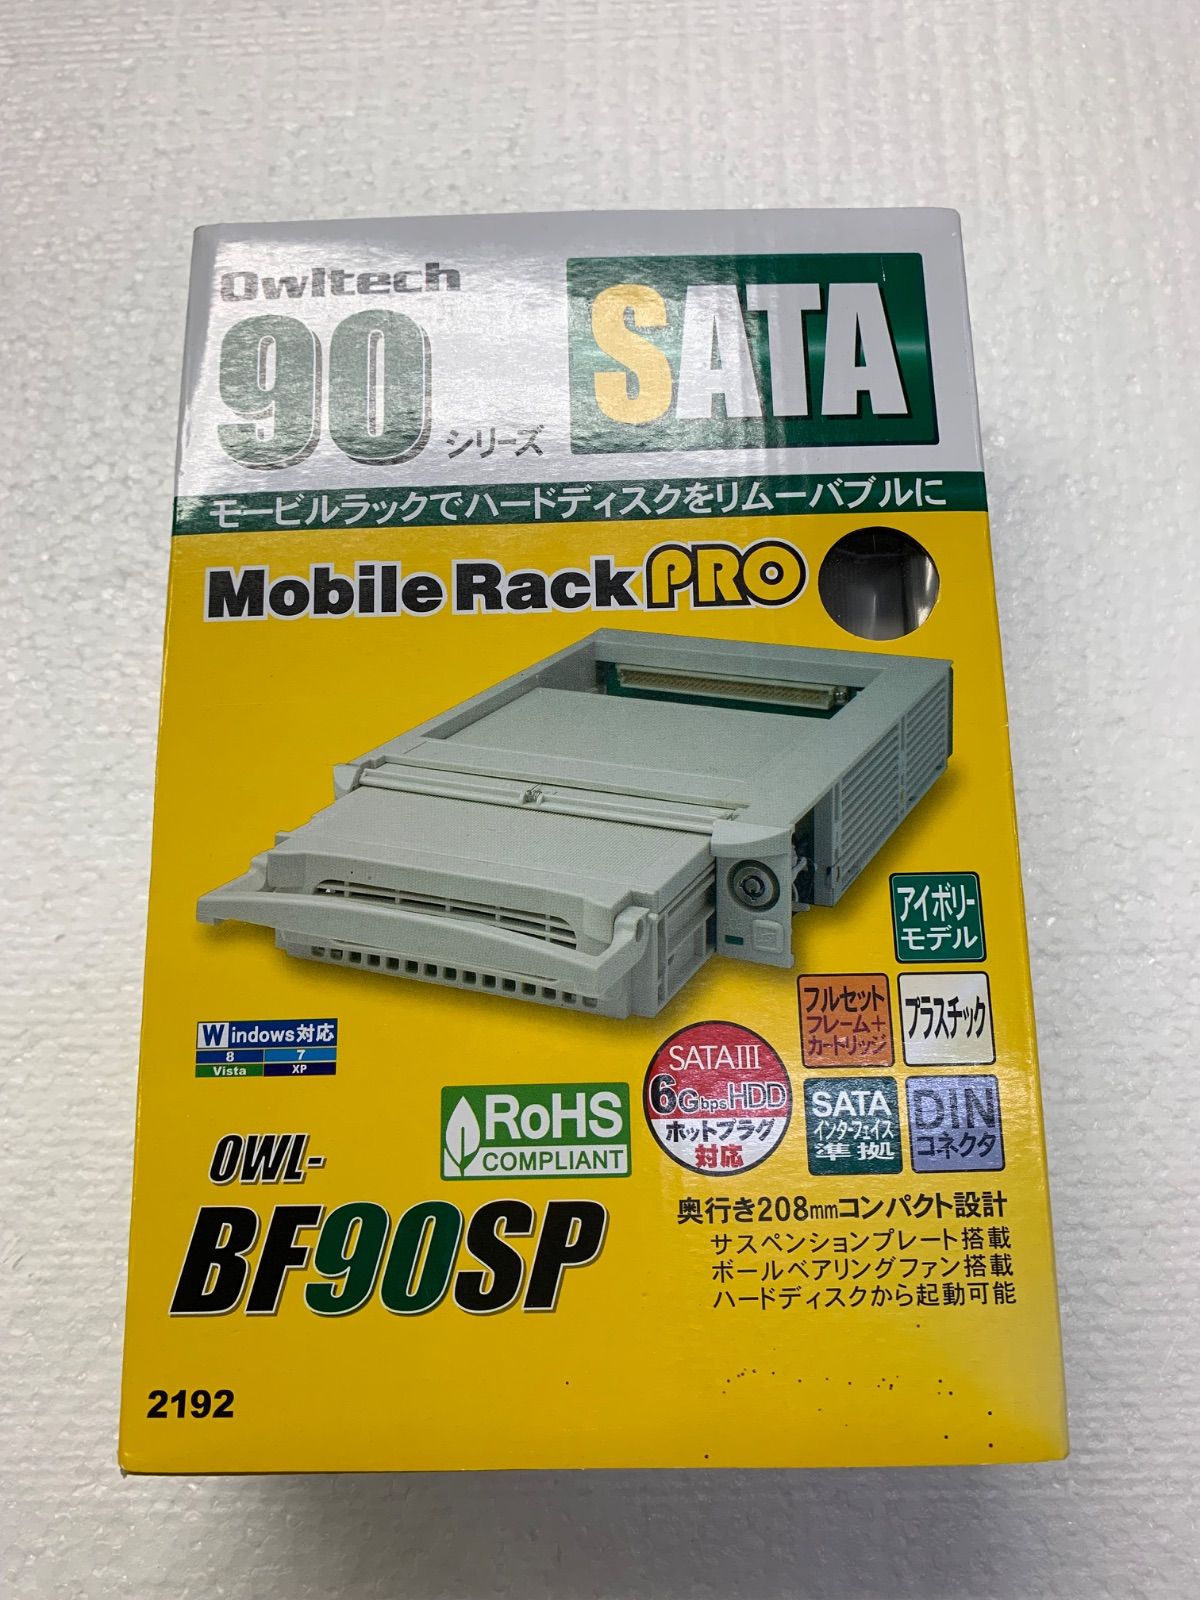 Owltech
90シリーズ
SATA
モービルラックでハードディスクをリムーバブルに
Mobile Rack PRO
アイボリー
モデル
フルセット
フレーム+
カートリッジ
プラスチック
Windows対応
8 7
Vista XP
RoHS
COMPLIANT
SATAIII
6Gbps HDD
ホットプラグ
対応
SATA
インターフェイス
準拠
DIN
コネクタ
OWL-
BF90SP
奥行き208mmコンパクト設計
サスペンションプレート搭載
ボールベアリングファン搭載
ハードディスクから起動可能
2192